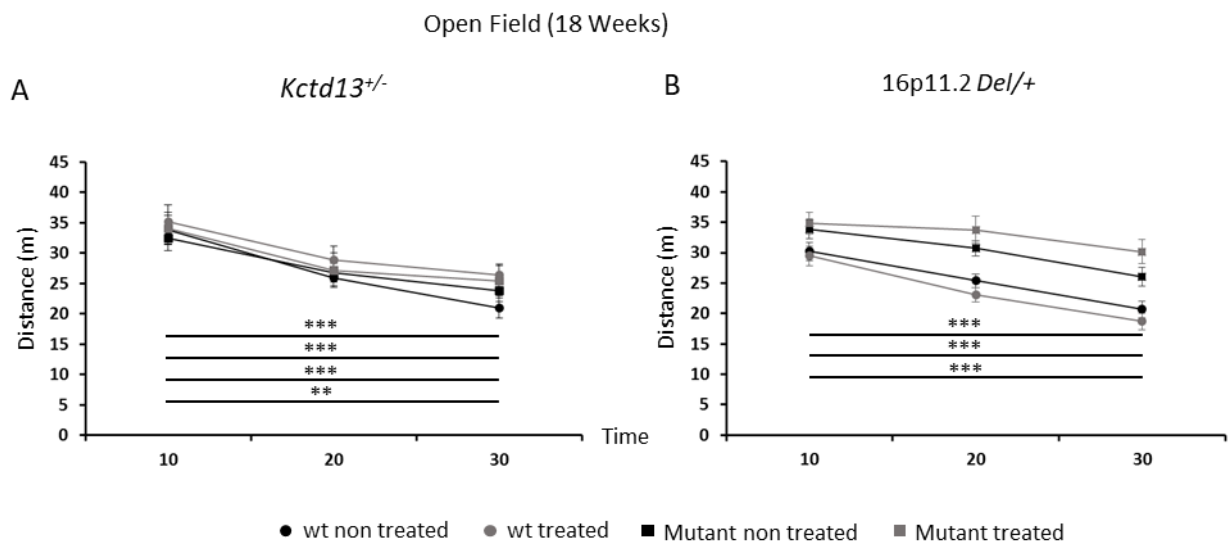 Open Field (18 Weeks)
A
Kctd13+/-
Distance (m)
45
40
35
30
25
20
15
10
5
0
***
***
***
**
10
20
30
Time
B
16p11.2 Del/+
Distance (m)
45
40
35
30
25
20
15
10
5
0
***
***
***
10
20
30
wt non treated
wt treated
Mutant non treated
Mutant treated